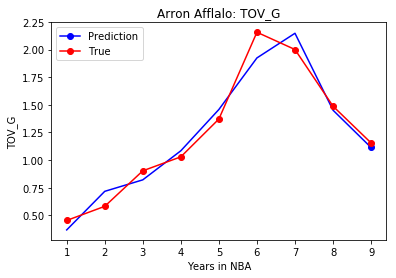 Arron Afflalo: TOV_G
Prediction
True
2.25
2.00
1.75
1.50
1.25
1.00
0.75
0.50
TOV_G
1 2 3 4 5 6 7 8 9
Years in NBA